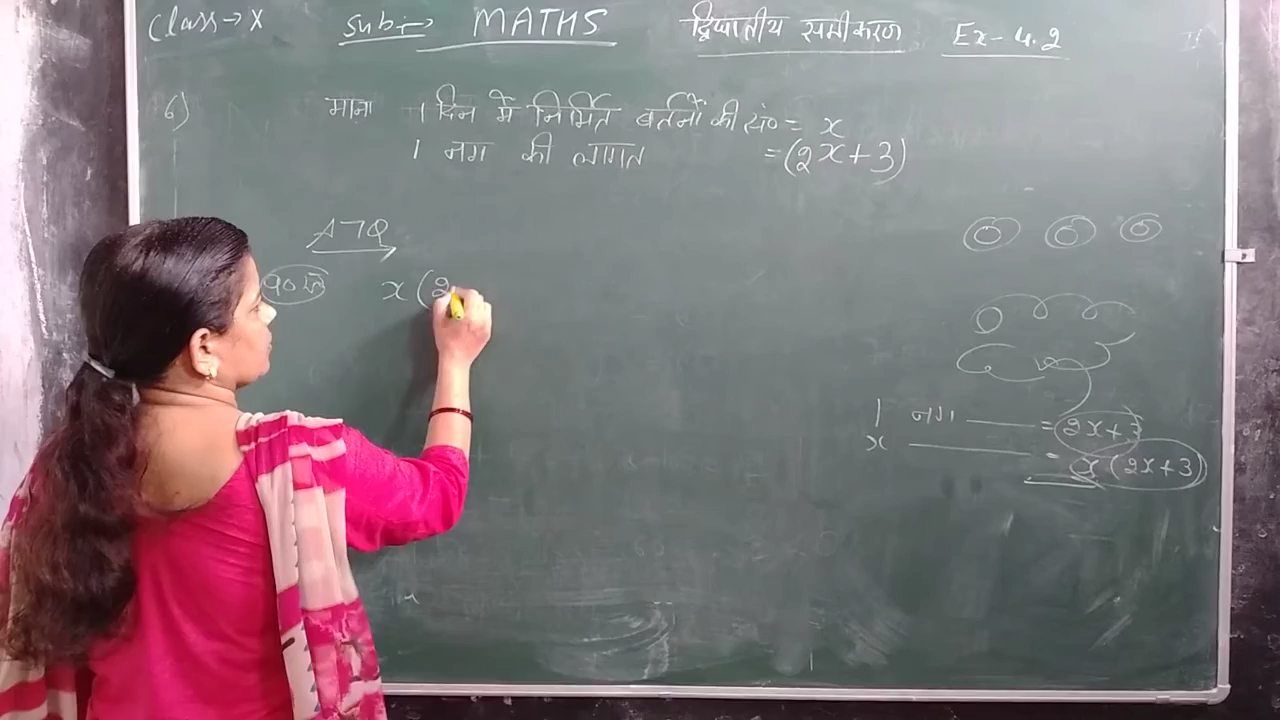 Class → X Sub:→ MATHS द्विघातीय समीकरण Ex-4.2
6) माना 1 दिन में निर्मित बर्तनों की सं० = x
1 नग की लागत = (2x+3)
ATQ
90 x (2
1 नग = 2x+3
x = x(2x+3)